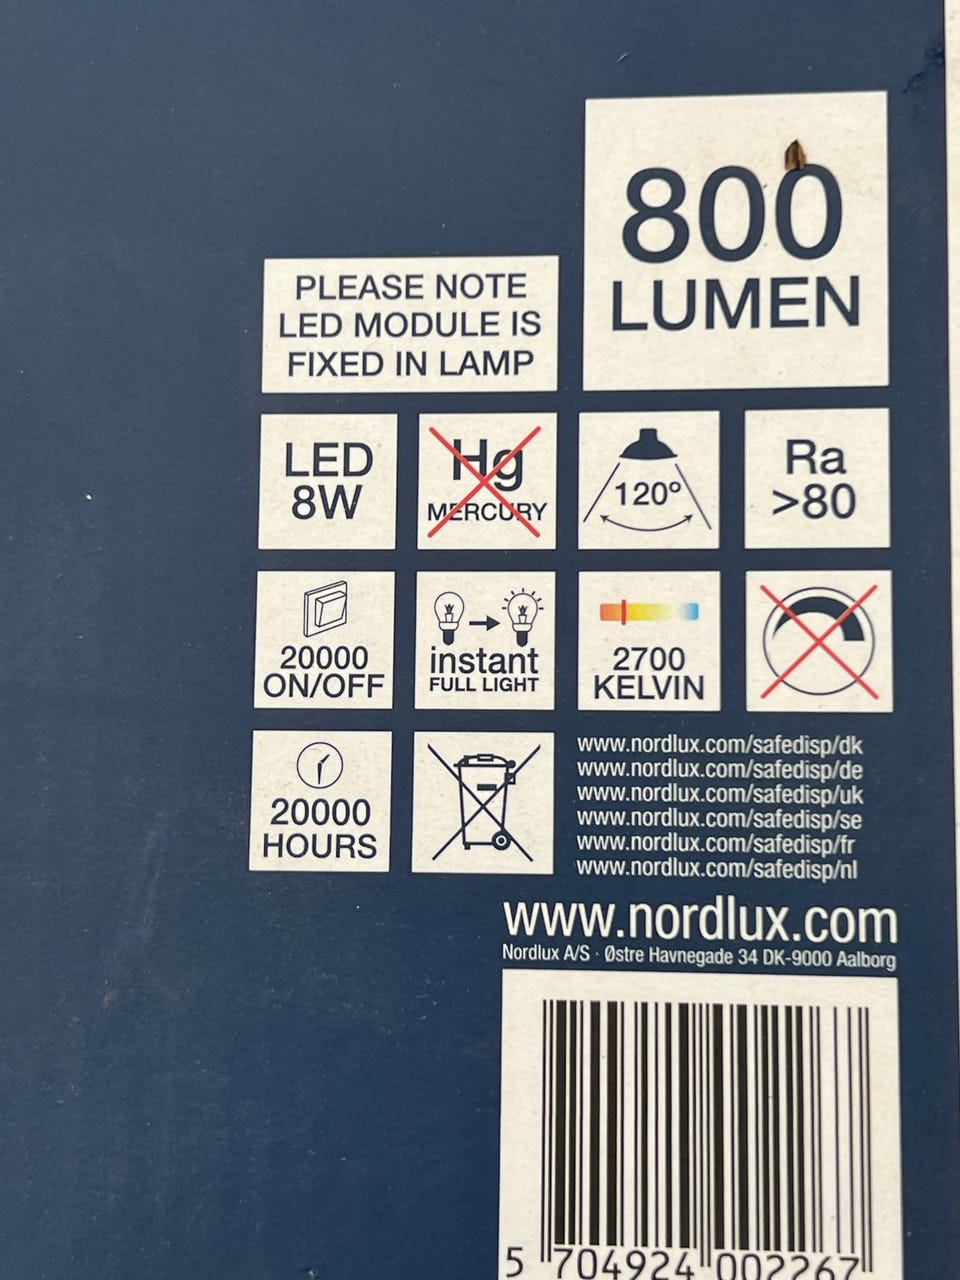 800
LUMEN
PLEASE NOTE
LED MODULE IS
FIXED IN LAMP
LED
8W
Hg
MERCURY
120º
Ra
>80
20000
ON/OFF
instant
FULL LIGHT
2700
KELVIN
20000
HOURS
www.nordlux.com/safedisp/dk
www.nordlux.com/safedisp/de
www.nordlux.com/safedisp/uk
www.nordlux.com/safedisp/se
www.nordlux.com/safedisp/fr
www.nordlux.com/safedisp/nl
www.nordlux.com
Nordlux A/S · Østre Havnegade 34 DK-9000 Aalborg
5 704924 002267